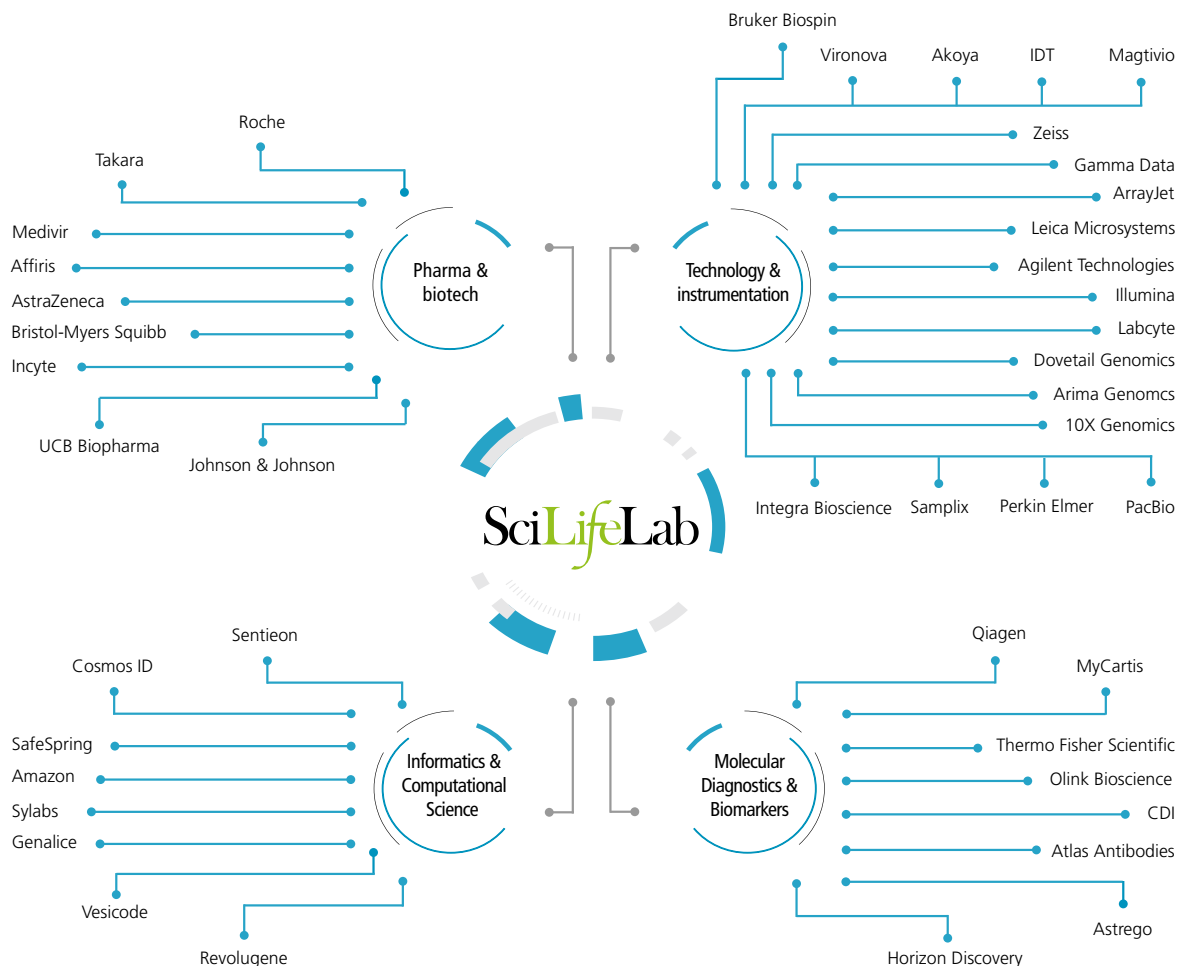 Bruker Biospin
Vironova
Akoya
IDT
Magtivio
Roche
Takara
Zeiss
Gamma Data
ArrayJet
Medivir
Affiris
AstraZeneca
Bristol-Myers Squibb
Incyte
UCB Biopharma
Johnson & Johnson
Pharma &
biotech
Technology &
instrumentation
Leica Microsystems
Agilent Technologies
Illumina
Labcyte
Dovetail Genomics
Arima Genomcs
10X Genomics
Integra Bioscience
Samplix
Perkin Elmer
PacBio
SciLifeLab
Sentieon
Cosmos ID
SafeSpring
Amazon
Sylabs
Genalice
Vesicode
Revolugene
Informatics &
Computational
Science
Molecular
Diagnostics &
Biomarkers
Qiagen
MyCartis
Thermo Fisher Scientific
Olink Bioscience
CDI
Atlas Antibodies
Astrego
Horizon Discovery